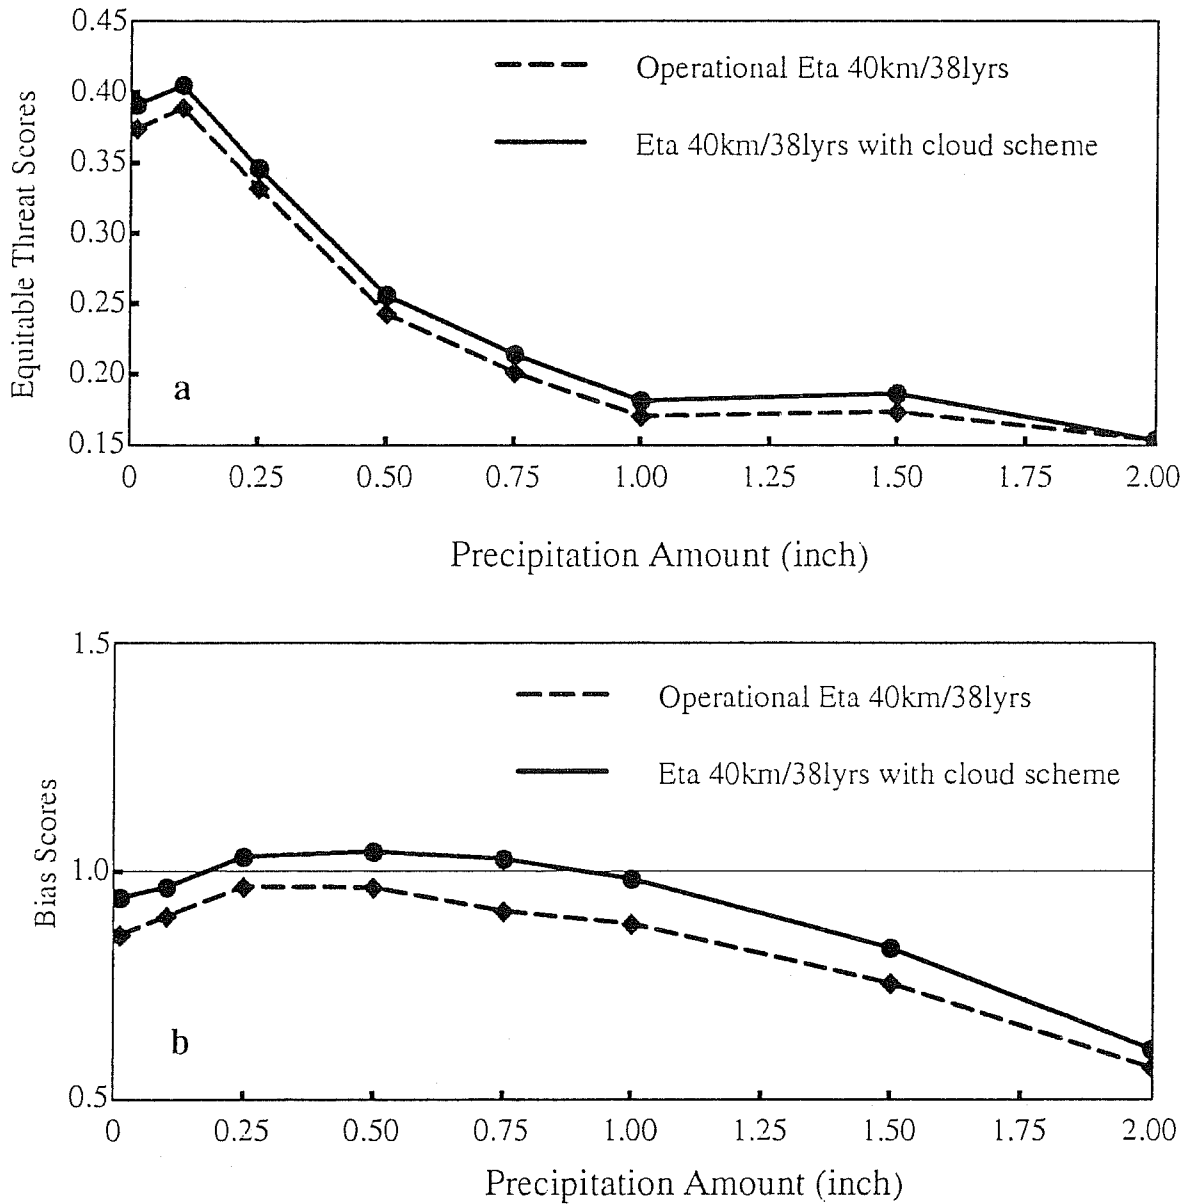 0.45
0.40
0.35
0.30
0.25
0.20
0.15
Equitable Threat Scores
Operational Eta 40km/38lyrs
Eta 40km/38lyrs with cloud scheme
a
0 0.25 0.50 0.75 1.00 1.25 1.50 1.75 2.00
Precipitation Amount (inch)
1.5
1.0
0.5
Bias Scores
Operational Eta 40km/38lyrs
Eta 40km/38lyrs with cloud scheme
b
0 0.25 0.50 0.75 1.00 1.25 1.50 1.75 2.00
Precipitation Amount (inch)